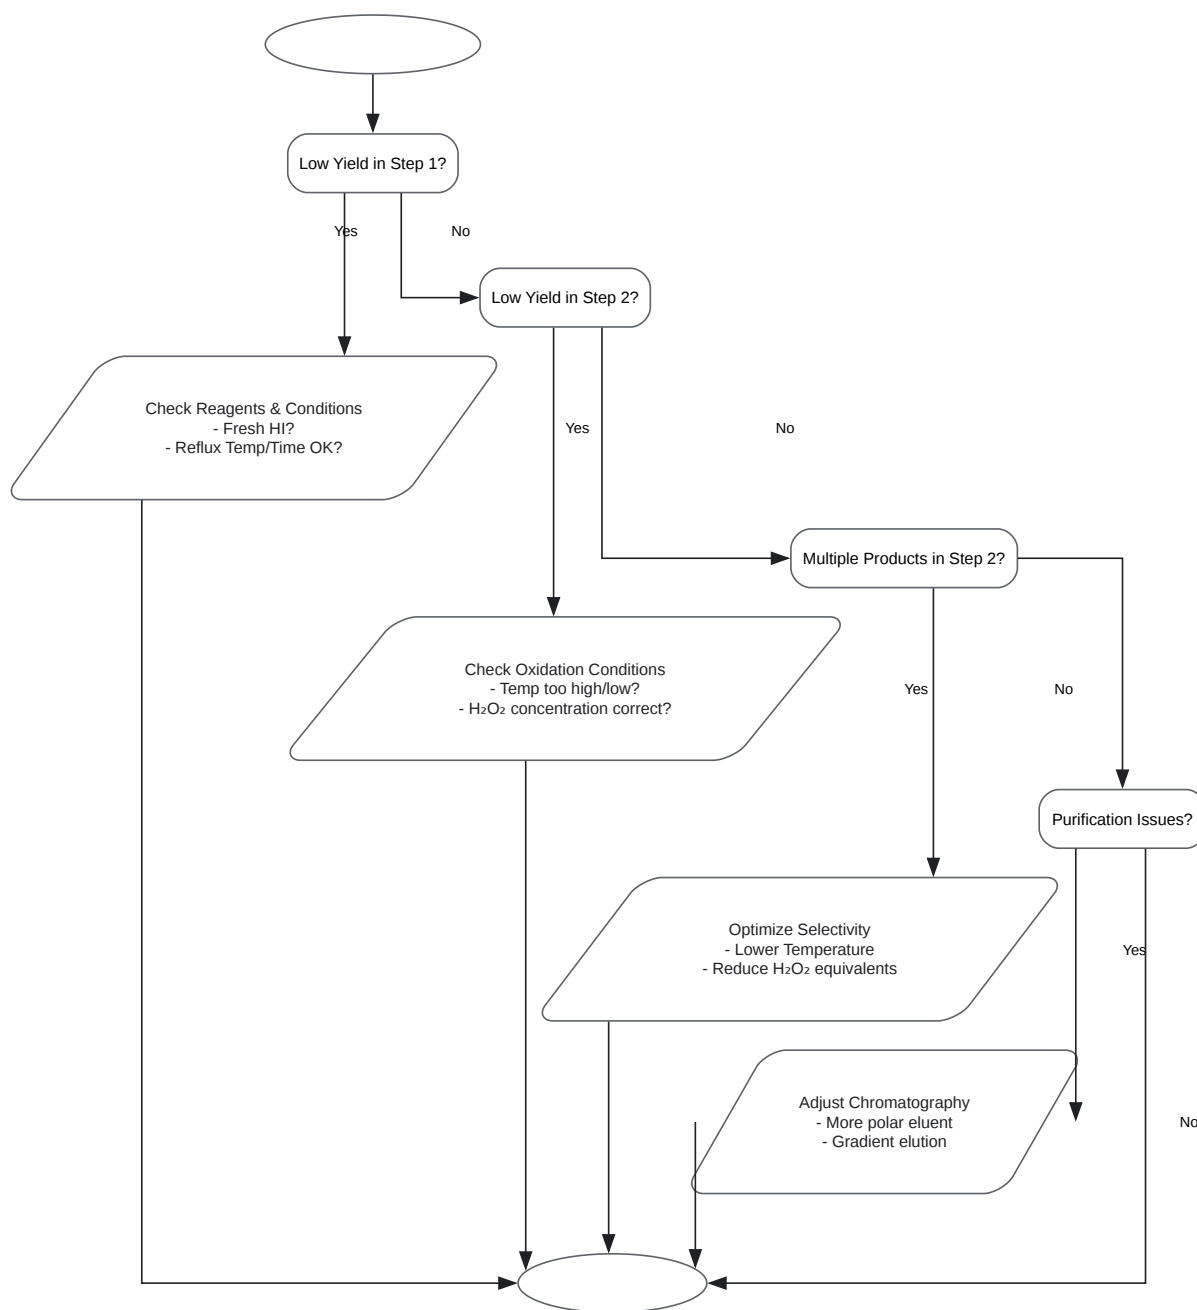 Low Yield in Step 1?
Yes
No
Low Yield in Step 2?
Check Reagents & Conditions
- Fresh HI?
- Reflux Temp/Time OK?
Yes
No
Multiple Products in Step 2?
Check Oxidation Conditions
- Temp too high/low?
- H₂O₂ concentration correct?
Yes
No
Purification Issues?
Optimize Selectivity
- Lower Temperature
- Reduce H₂O₂ equivalents
Yes
Adjust Chromatography
- More polar eluent
- Gradient elution
No